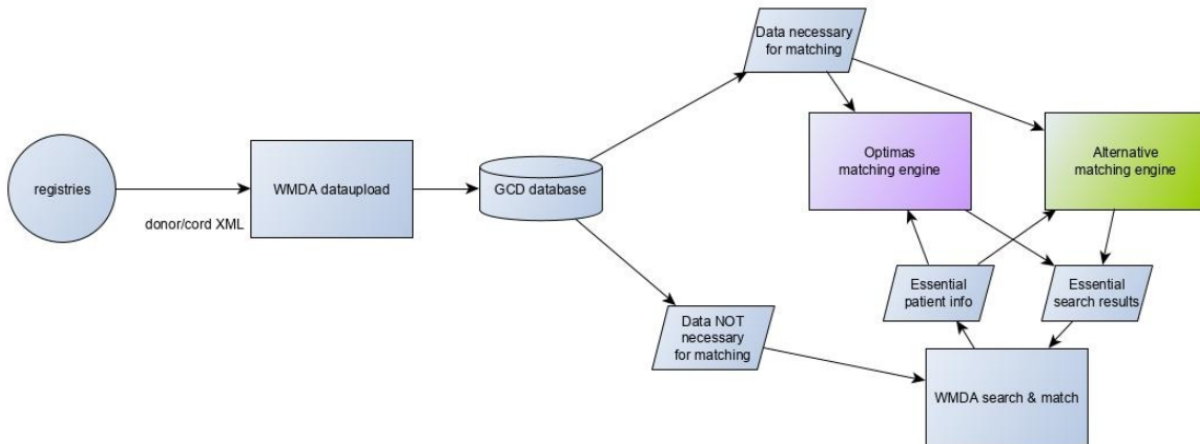 Data necessary
for matching
Optimas
matching engine
Alternative
matching engine
registries
WMDA dataupload
GCD database
donor/cord XML
Essential
patient info
Essential
search results
Data NOT
necessary
for matching
WMDA search & match